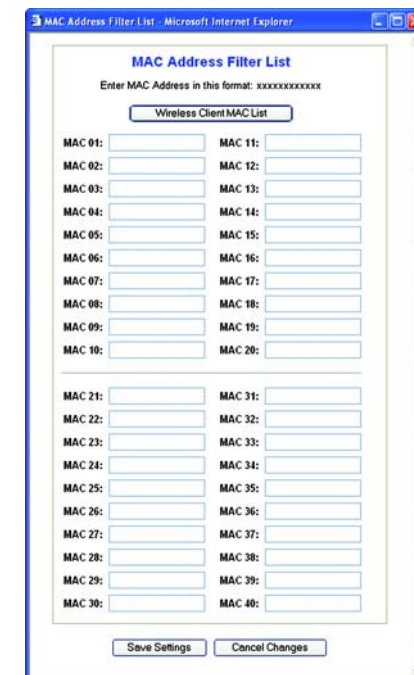 MAC Address Filter List - Microsoft Internet Explorer
MAC Address Filter List
Enter MAC Address in this format: xxxxxxxxxxxx
Wireless Client MAC List
MAC 01: MAC 11:
MAC 02: MAC 12:
MAC 03: MAC 13:
MAC 04: MAC 14:
MAC 05: MAC 15:
MAC 06: MAC 16:
MAC 07: MAC 17:
MAC 08: MAC 18:
MAC 09: MAC 19:
MAC 10: MAC 20:
MAC 21: MAC 31:
MAC 22: MAC 32:
MAC 23: MAC 33:
MAC 24: MAC 34:
MAC 25: MAC 35:
MAC 26: MAC 36:
MAC 27: MAC 37:
MAC 28: MAC 38:
MAC 29: MAC 39:
MAC 30: MAC 40:
Save Settings Cancel Changes